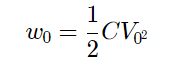 $w_0 = \frac{1}{2} C V_{0^2}$